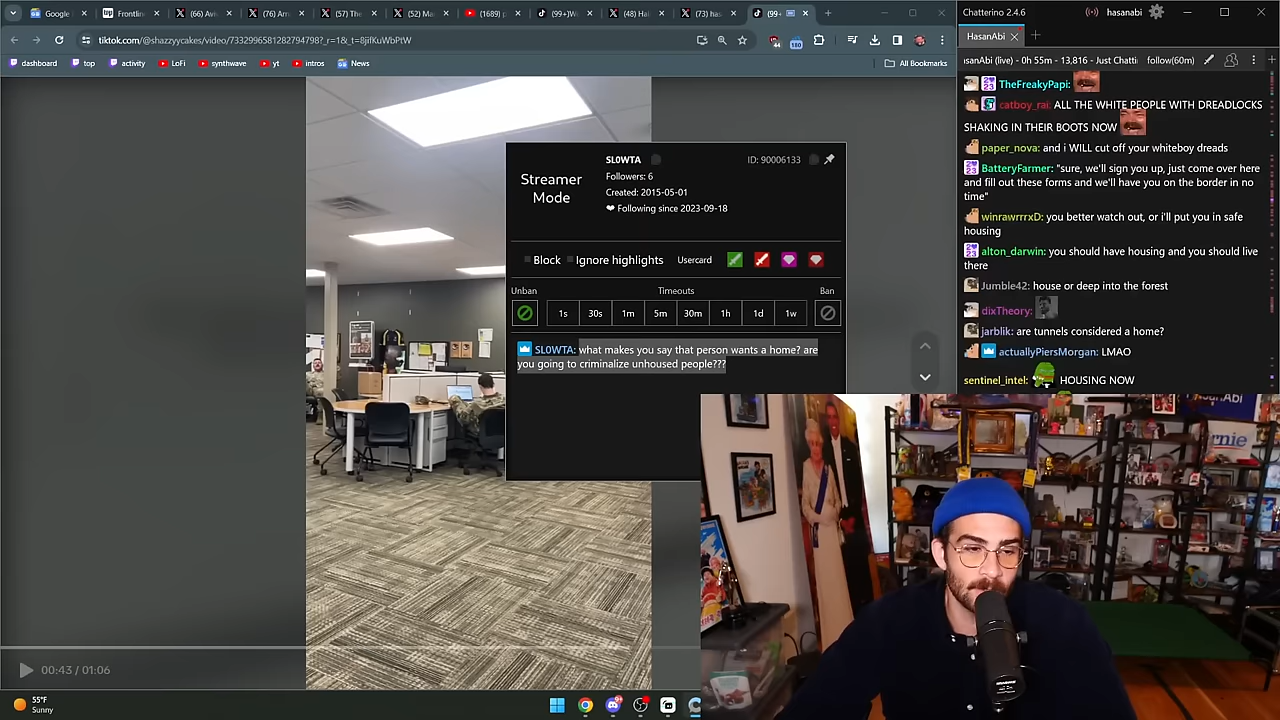 Google
Frontlin
(66) Avi
(76) Arr
(57) The
(52) Ma
(1689) p
(99+)W
(48) Hal
(73) has
(99+
tiktok.com/@shazzyycakes/video/7332996581282794798?_r=1&_t=8jifKuWbPtW
44
180
dashboard
top
activity
LoFi
synthwave
yt
intros
News
All Bookmarks
Streamer
Mode
SL0WTA
ID: 90006133
Followers: 6
Created: 2015-05-01
❤ Following since 2023-09-18
Block
Ignore highlights
Usercard
Unban
Timeouts
Ban
1s
30s
1m
5m
30m
1h
1d
1w
SL0WTA: what makes you say that person wants a home? are
you going to criminalize unhoused people???
00:43 / 01:06
55°F
Sunny
Chatterino 2.4.6
hasanabi
HasanAbi
ısanAbi (live) - 0h 55m - 13,816 - Just Chatti
follow(60m)
TheFreakyPapi:
catboy_rai: ALL THE WHITE PEOPLE WITH DREADLOCKS
SHAKING IN THEIR BOOTS NOW
paper_nova: and i WILL cut off your whiteboy dreads
BatteryFarmer: "sure, we'll sign you up, just come over here
and fill out these forms and we'll have you on the border in no
time"
winrawrrrxD: you better watch out, or i'll put you in safe
housing
alton_darwin: you should have housing and you should live
there
Jumble42: house or deep into the forest
dixTheory:
jarblik: are tunnels considered a home?
actuallyPiersMorgan: LMAO
sentinel_intel: HOUSING NOW
HasanAbi
ernie